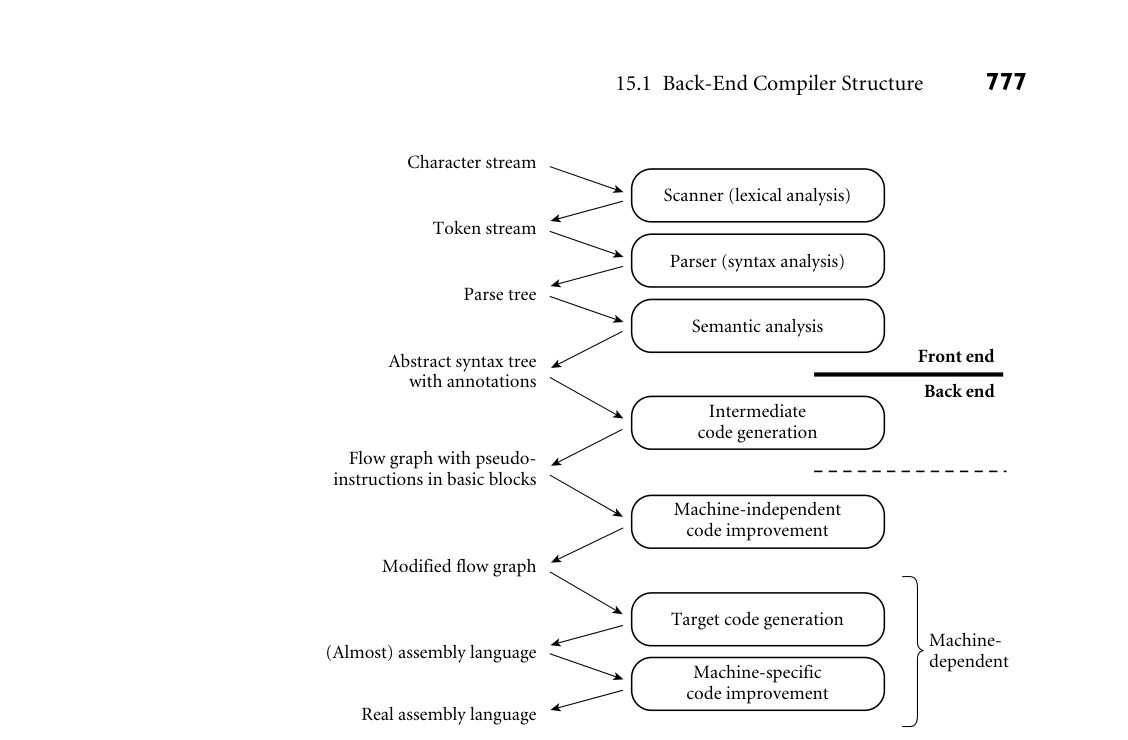 15.1 Back-End Compiler Structure 777
Character stream
Scanner (lexical analysis)
Token stream
Parser (syntax analysis)
Parse tree
Semantic analysis
Front end
Abstract syntax tree
with annotations
Back end
Intermediate
code generation
Flow graph with pseudo-
instructions in basic blocks
Machine-independent
code improvement
Modified flow graph
Target code generation
Machine-
dependent
(Almost) assembly language
Machine-specific
code improvement
Real assembly language